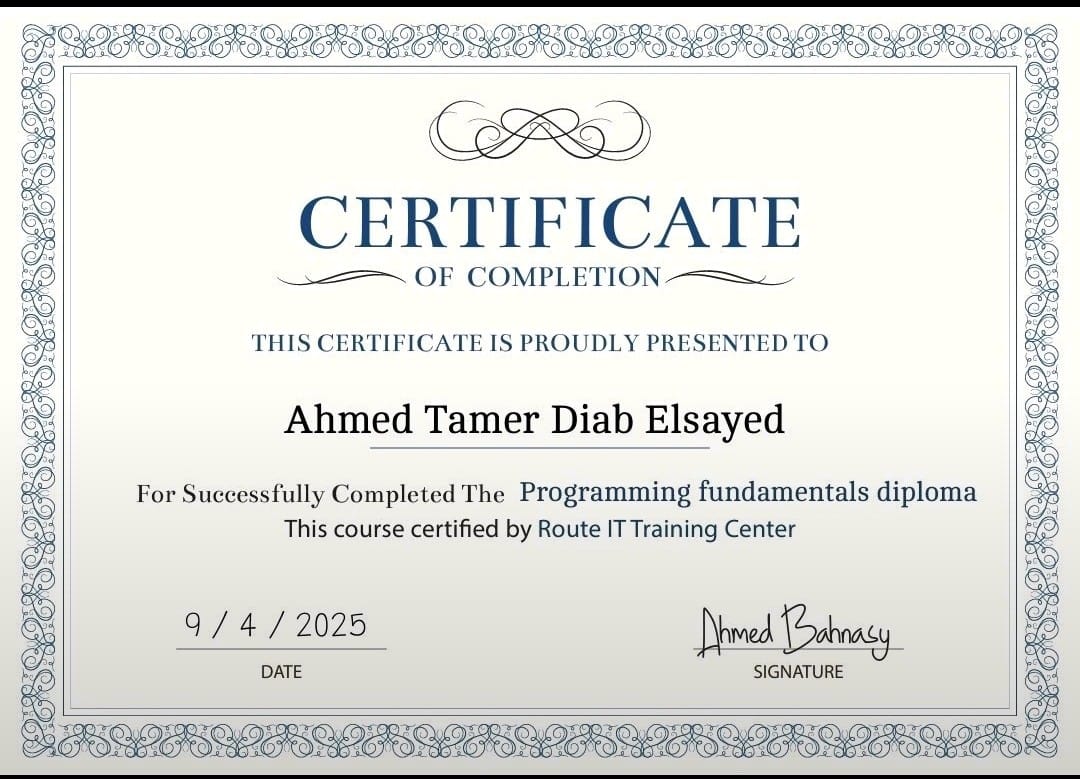 CERTIFICATE
OF COMPLETION
THIS CERTIFICATE IS PROUDLY PRESENTED TO
Ahmed Tamer Diab Elsayed
For Successfully Completed The Programming fundamentals diploma
This course certified by Route IT Training Center
9 / 4 / 2025
Ahmed Bahnasy
DATE
SIGNATURE